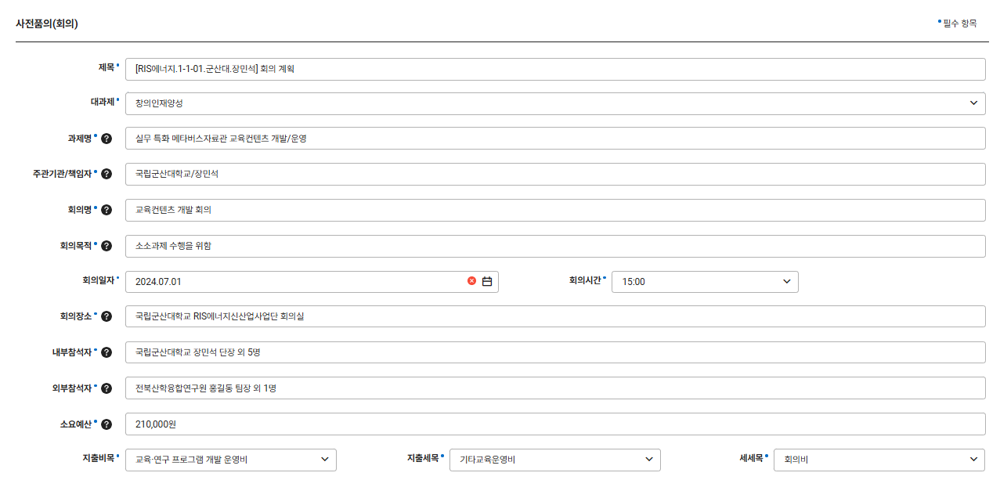 사전품의(회의)
필수 항목
제목 [RIS에너지.1-1-01.군산대.장민석] 회의 계획
대과제 창의인재양성
과제명 실무 특화 메타버스자료관 교육컨텐츠 개발/운영
주관기관/책임자 국립군산대학교/장민석
회의명 교육컨텐츠 개발 회의
회의목적 소소과제 수행을 위함
회의일자 2024.07.01 회의시간 15:00
회의장소 국립군산대학교 RIS에너지신산업사업단 회의실
내부참석자 국립군산대학교 장민석 단장 외 5명
외부참석자 전북산학융합연구원 홍길동 팀장 외 1명
소요예산 210,000원
지출비목 교육·연구 프로그램 개발 운영비 지출세목 기타교육운영비 세세목 회의비